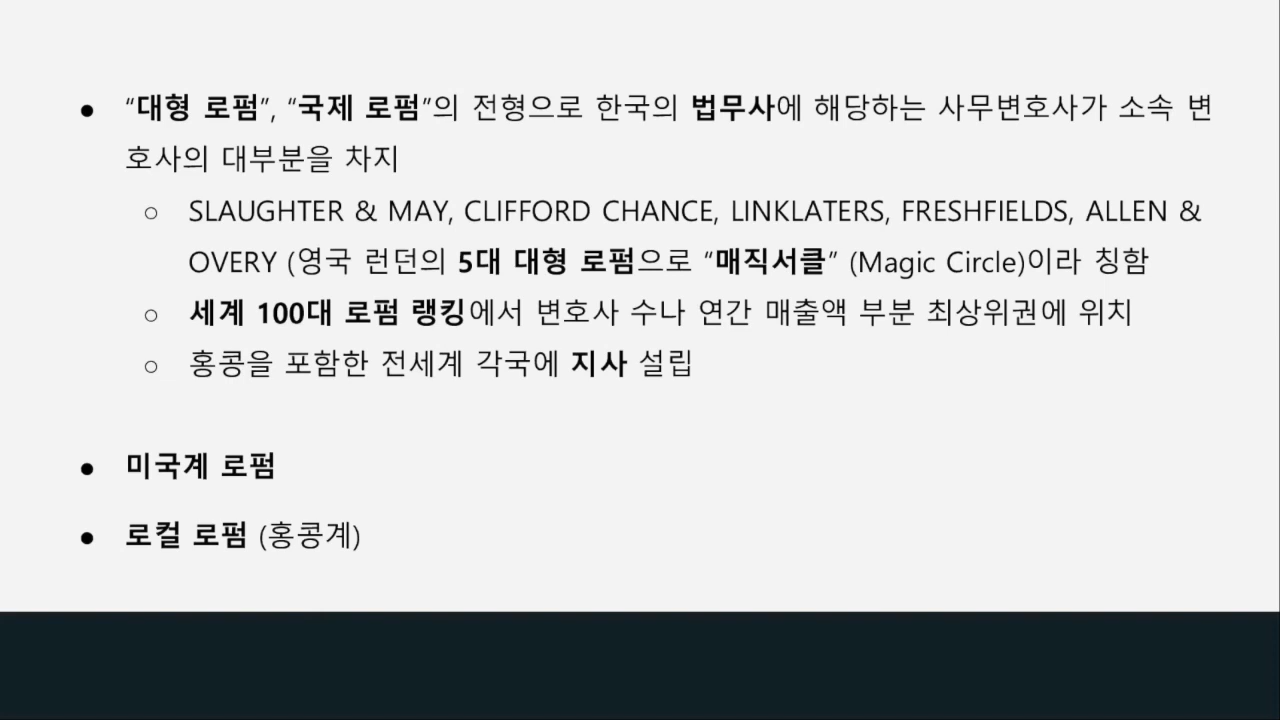 ● “대형 로펌”, “국제 로펌”의 전형으로 한국의 법무사에 해당하는 사무변호사가 소속 변
호사의 대부분을 차지
○ SLAUGHTER & MAY, CLIFFORD CHANCE, LINKLATERS, FRESHFIELDS, ALLEN &
OVERY (영국 런던의 5대 대형 로펌으로 “매직서클” (Magic Circle)이라 칭함
○ 세계 100대 로펌 랭킹에서 변호사 수나 연간 매출액 부분 최상위권에 위치
○ 홍콩을 포함한 전세계 각국에 지사 설립
● 미국계 로펌
● 로컬 로펌 (홍콩계)